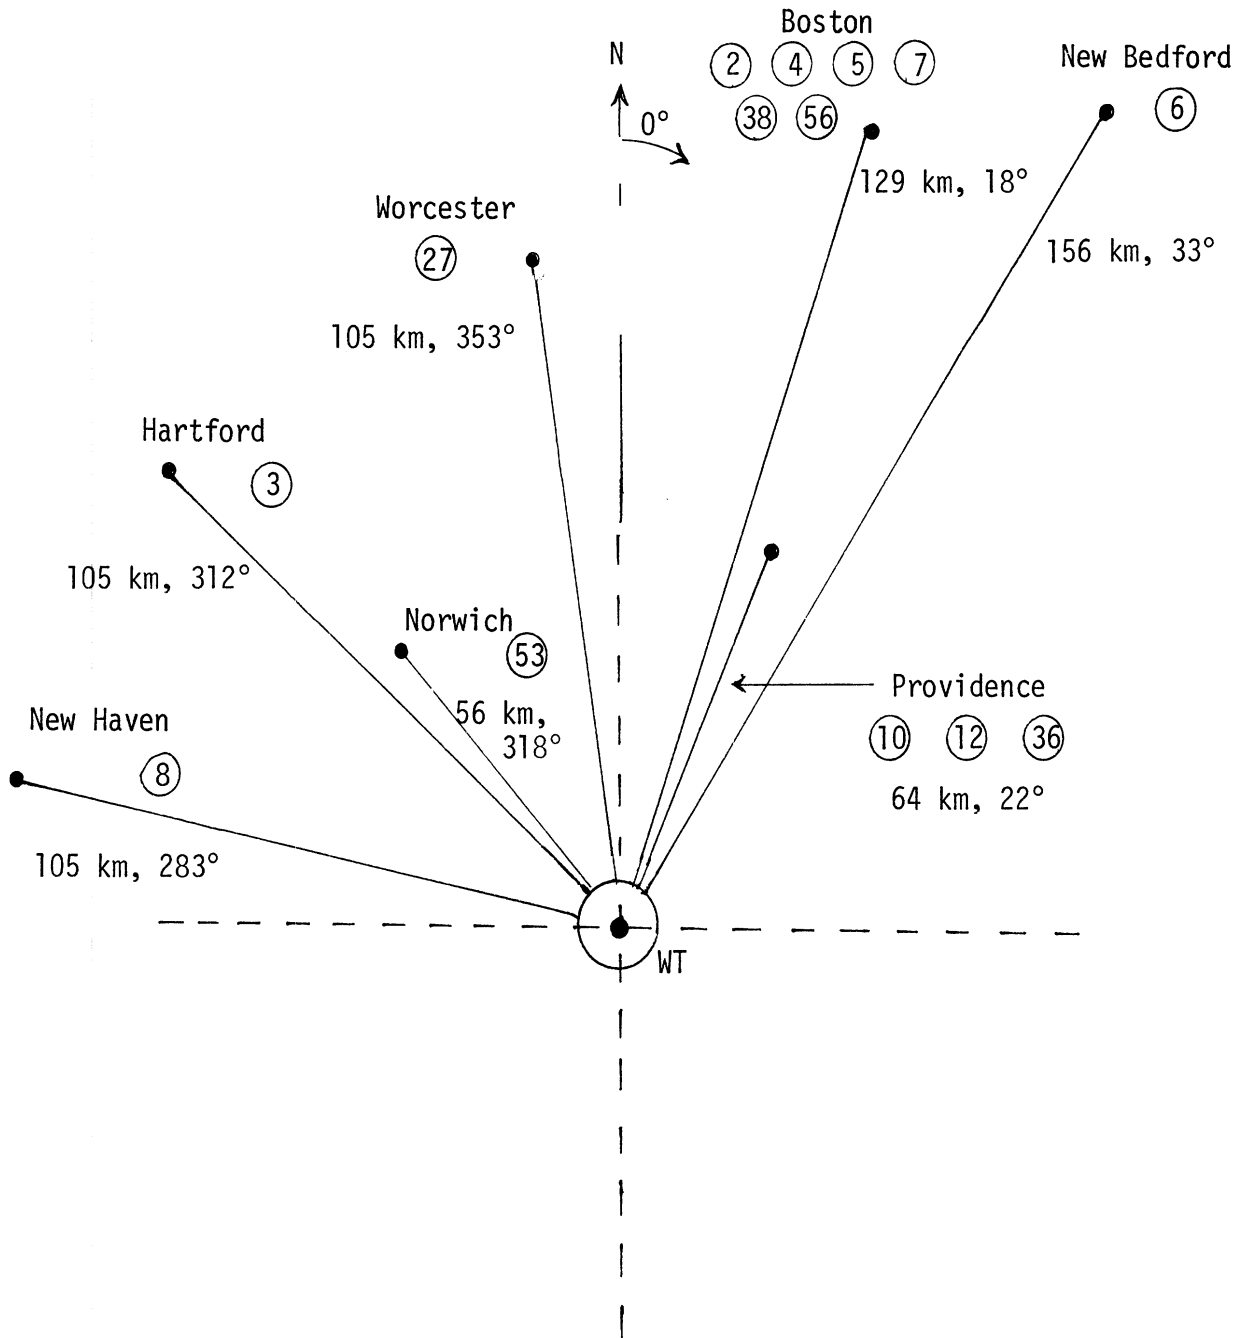 Boston
2 4 5 7
38 56
129 km, 18°
New Bedford
6
156 km, 33°
N
0°
Worcester
27
105 km, 353°
Hartford
3
105 km, 312°
Norwich
53
56 km,
318°
New Haven
8
105 km, 283°
Providence
10 12 36
64 km, 22°
WT